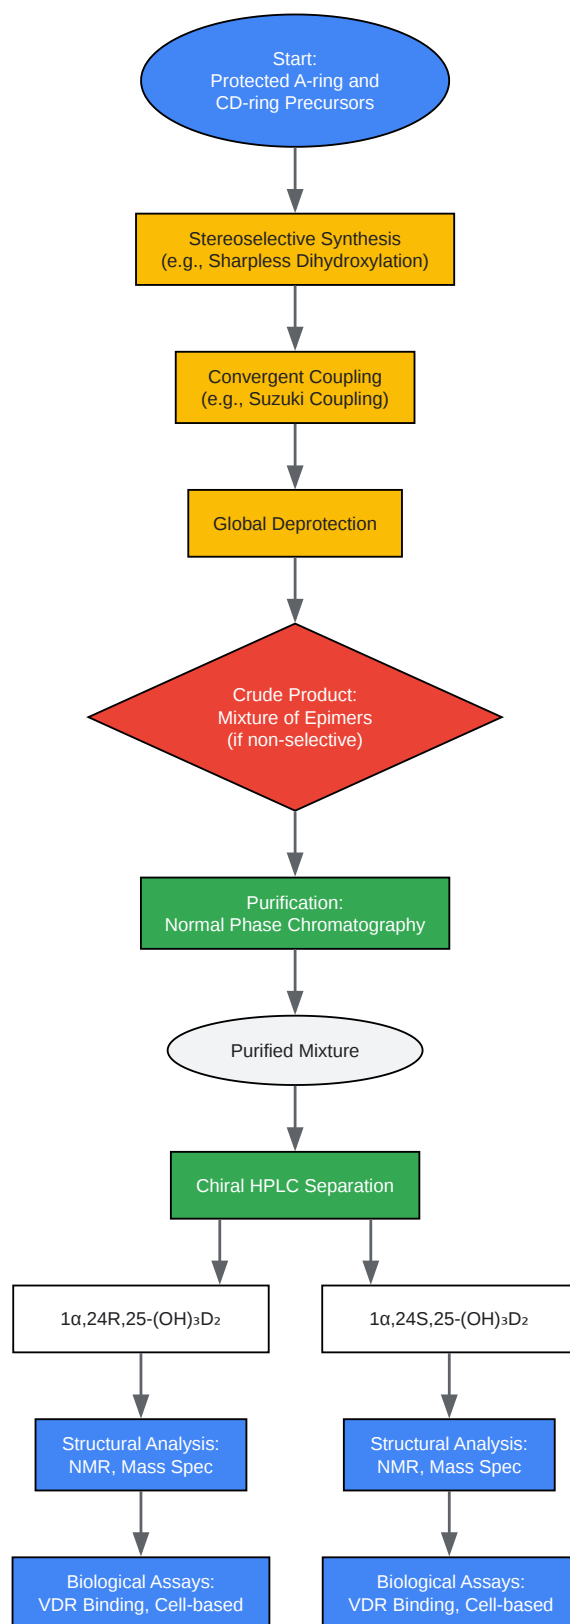 Start:
Protected A-ring and
CD-ring Precursors
Stereoselective Synthesis
(e.g., Sharpless Dihydroxylation)
Convergent Coupling
(e.g., Suzuki Coupling)
Global Deprotection
Crude Product:
Mixture of Epimers
(if non-selective)
Purification:
Normal Phase Chromatography
Purified Mixture
Chiral HPLC Separation
1α,24R,25-(OH)₃D₂
1α,24S,25-(OH)₃D₂
Structural Analysis:
NMR, Mass Spec
Structural Analysis:
NMR, Mass Spec
Biological Assays:
VDR Binding, Cell-based
Biological Assays:
VDR Binding, Cell-based